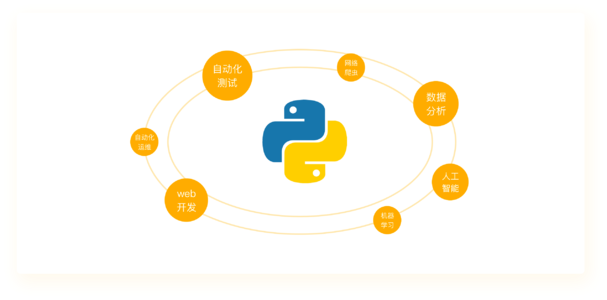 自动化
测试
网络
爬虫
数据
分析
自动化
运维
人工
智能
web
开发
机器
学习